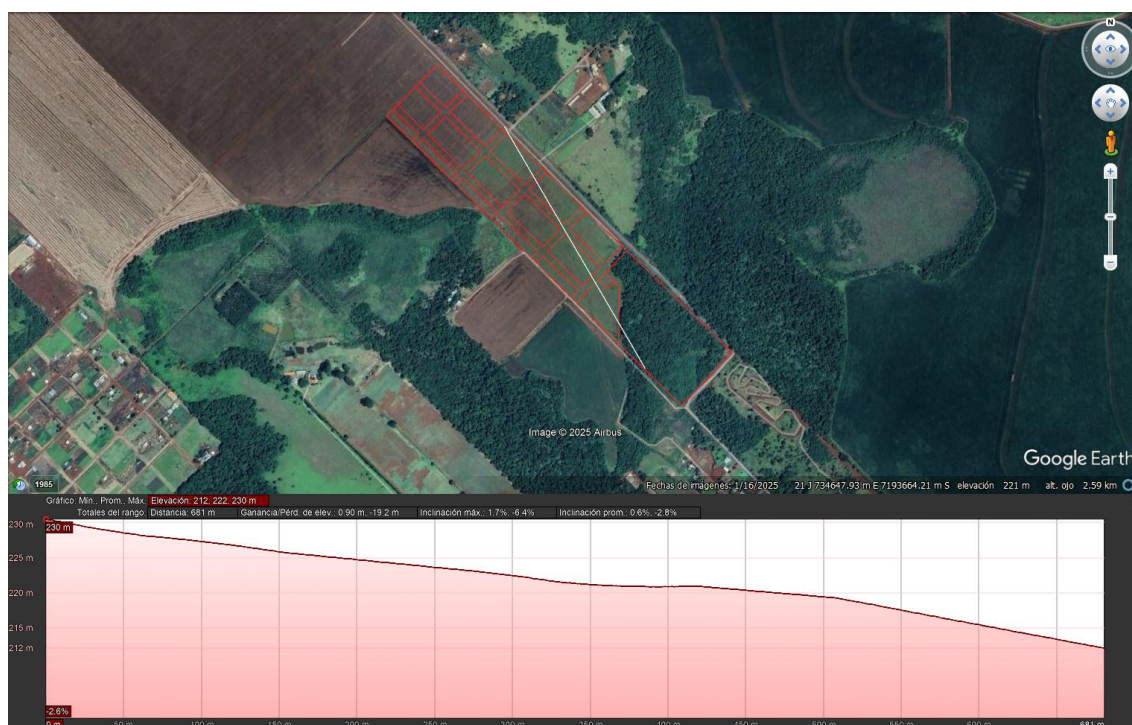 N
Image © 2025 Airbus
Google Earth
1985
Fechas de imágenes: 1/16/2025 21 J 734647.93 m E 7193664.21 m S elevación 221 m alt. ojo 2.59 km
Gráfico: Mín., Prom., Máx. Elevación: 212, 222, 230 m
Totales del rango: Distancia: 681 m Ganancia/Pérd. de elev.: 0.90 m, -19.2 m Inclinación máx.: 1.7%, -6.4% Inclinación prom.: 0.6%, -2.8%
230 m
230 m
225 m
220 m
215 m
212 m
-2.6%
0 m 50 m 100 m 150 m 200 m 250 m 300 m 350 m 400 m 450 m 500 m 550 m 600 m 681 m